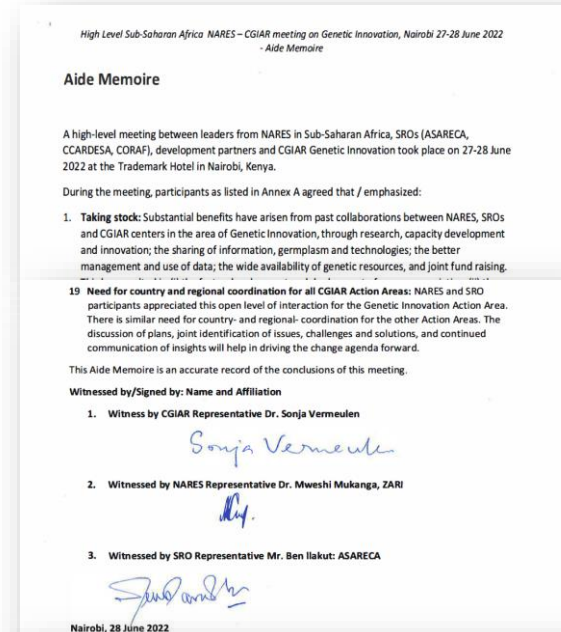 High Level Sub-Saharan Africa NARES – CGIAR meeting on Genetic Innovation, Nairobi 27-28 June 2022
- Aide Memoire
Aide Memoire
A high-level meeting between leaders from NARES in Sub-Saharan Africa, SROs (ASARECA,
CCARDESA, CORAF), development partners and CGIAR Genetic Innovation took place on 27-28 June
2022 at the Trademark Hotel in Nairobi, Kenya.
During the meeting, participants as listed in Annex A agreed that / emphasized:
1. Taking stock: Substantial benefits have arisen from past collaborations between NARES, SROs
and CGIAR centers in the area of Genetic Innovation, through research, capacity development
and innovation; the sharing of information, germplasm and technologies; the better
management and use of data; the wide availability of genetic resources, and joint fund raising.
19 Need for country and regional coordination for all CGIAR Action Areas: NARES and SRO
participants appreciated this open level of interaction for the Genetic Innovation Action Area.
There is similar need for country- and regional- coordination for the other Action Areas. The
discussion of plans, joint identification of issues, challenges and solutions, and continued
communication of insights will help in driving the change agenda forward.
This Aide Memoire is an accurate record of the conclusions of this meeting.
Witnessed by/Signed by: Name and Affiliation
1. Witness by CGIAR Representative Dr. Sonja Vermeulen
Sonja Vermeulen
2. Witnessed by NARES Representative Dr. Mweshi Mukanga, ZARI
3. Witnessed by SRO Representative Mr. Ben Ilakut: ASARECA
Nairobi, 28 June 2022